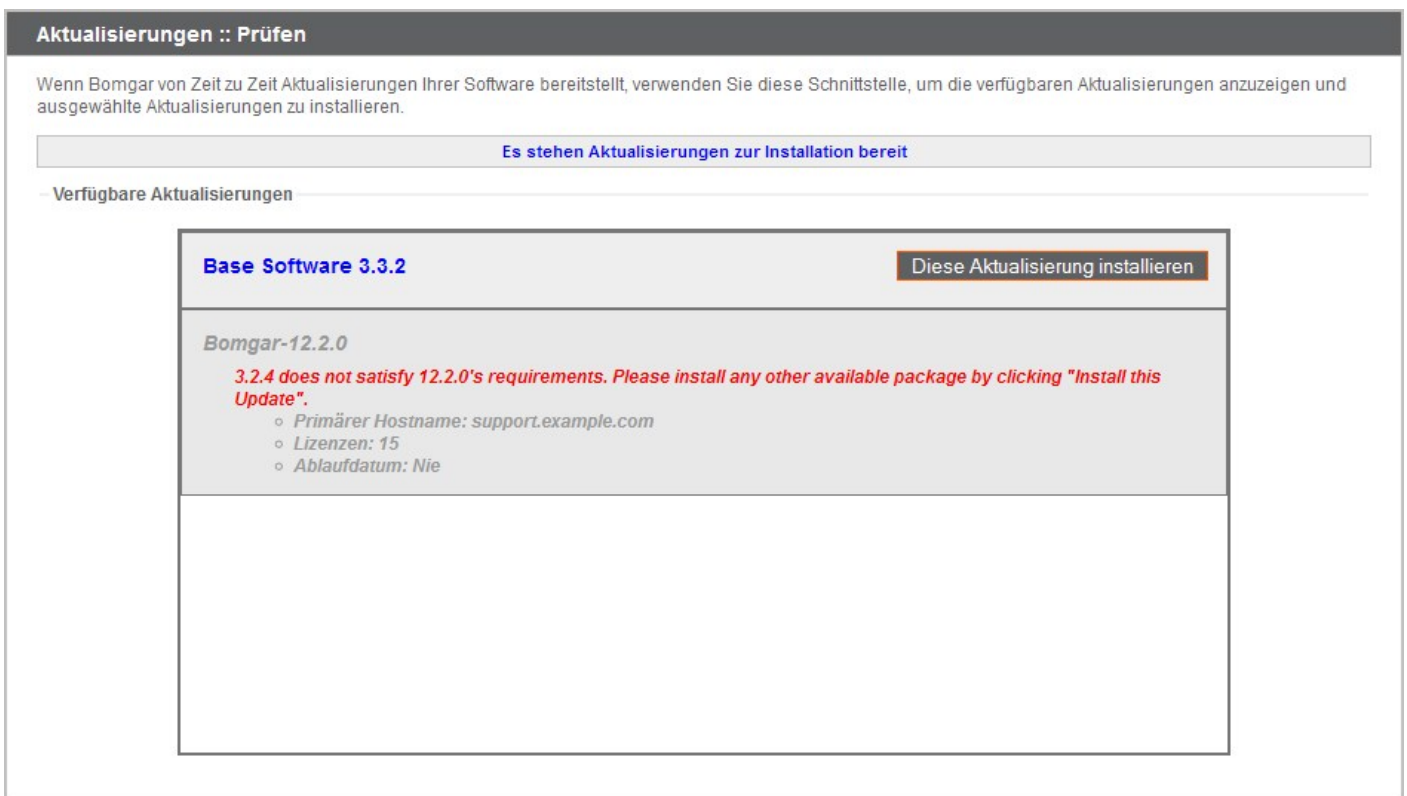 Aktualisierungen :: Prüfen
Wenn Bomgar von Zeit zu Zeit Aktualisierungen Ihrer Software bereitstellt, verwenden Sie diese Schnittstelle, um die verfügbaren Aktualisierungen anzuzeigen und
ausgewählte Aktualisierungen zu installieren.
Es stehen Aktualisierungen zur Installation bereit
Verfügbare Aktualisierungen
Base Software 3.3.2
Diese Aktualisierung installieren
Bomgar-12.2.0
3.2.4 does not satisfy 12.2.0's requirements. Please install any other available package by clicking "Install this
Update".
Primärer Hostname: support.example.com
Lizenzen: 15
Ablaufdatum: Nie